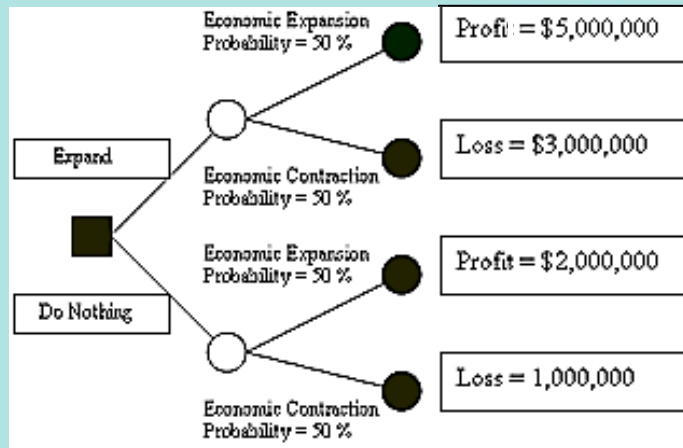 Economic Expansion
Probability = 50 %
Profit = $5,000,000
Expand
Loss = $3,000,000
Economic Contraction
Probability = 50 %
Economic Expansion
Probability = 50 %
Profit = $2,000,000
Do Nothing
Loss = 1,000,000
Economic Contraction
Probability = 50 %